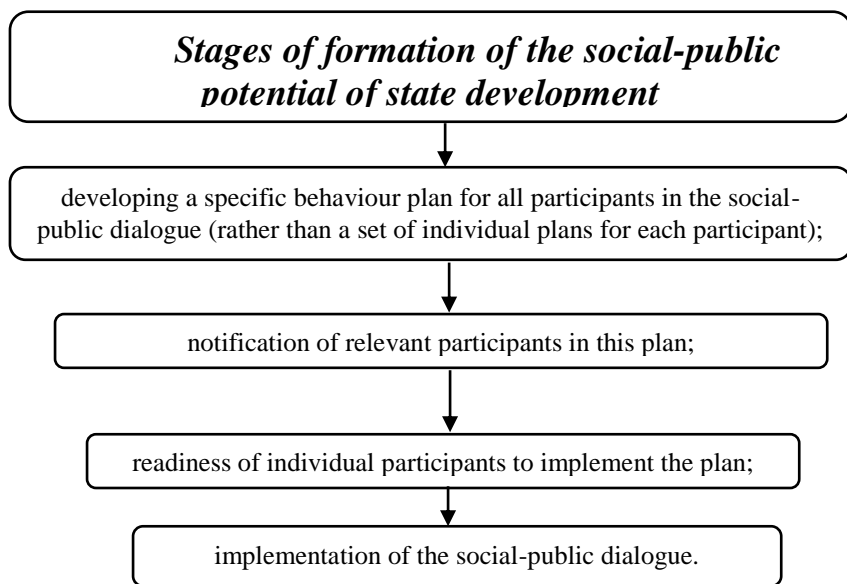 Stages of formation of the social-public
potential of state development
developing a specific behaviour plan for all participants in the social-
public dialogue (rather than a set of individual plans for each participant);
notification of relevant participants in this plan;
readiness of individual participants to implement the plan;
implementation of the social-public dialogue.